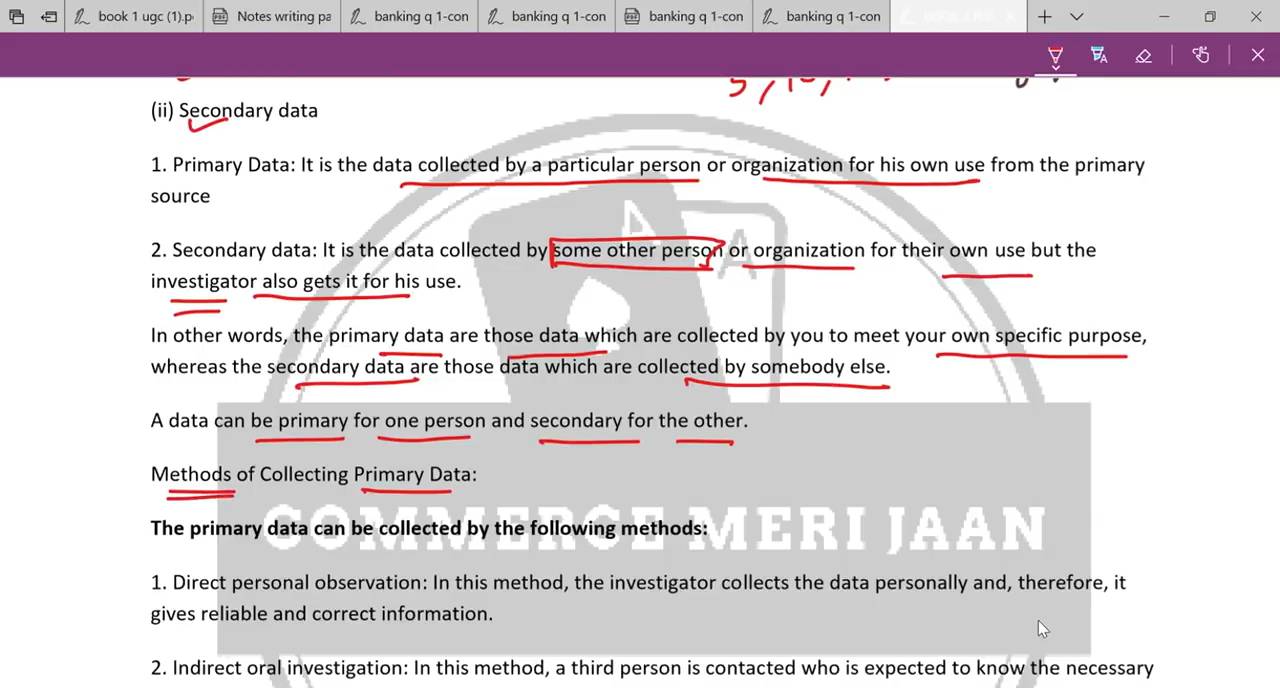 book 1 ugc (1).p
Notes writing pa
banking q 1-con
banking q 1-con
banking q 1-con
banking q 1-con
5, 10, 1
(ii) Secondary data
1. Primary Data: It is the data collected by a particular person or organization for his own use from the primary
source
2. Secondary data: It is the data collected by some other person or organization for their own use but the
investigator also gets it for his use.
In other words, the primary data are those data which are collected by you to meet your own specific purpose,
whereas the secondary data are those data which are collected by somebody else.
A data can be primary for one person and secondary for the other.
Methods of Collecting Primary Data:
The primary data can be collected by the following methods:
COMMERCE MERI JAAN
1. Direct personal observation: In this method, the investigator collects the data personally and, therefore, it
gives reliable and correct information.
2. Indirect oral investigation: In this method, a third person is contacted who is expected to know the necessary
A
A